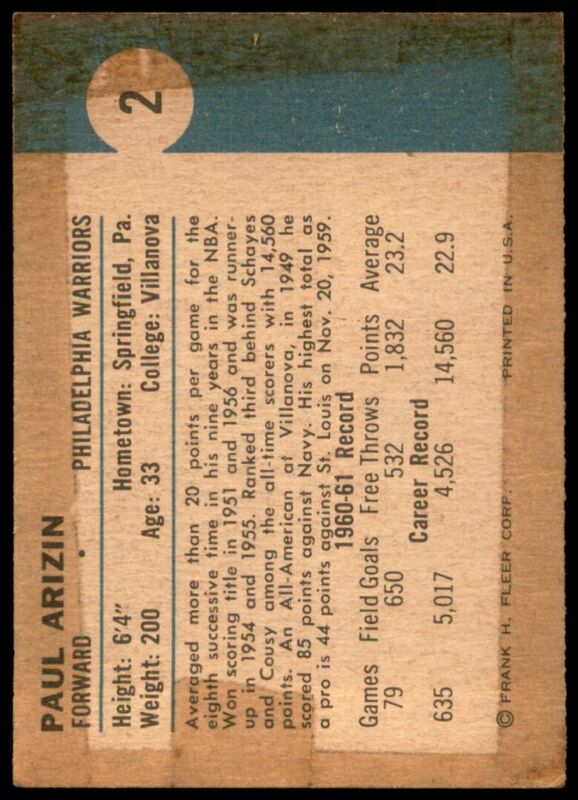 2
PAUL ARIZIN
FORWARD • PHILADELPHIA WARRIORS
Height: 6'4" Hometown: Springfield, Pa.
Weight: 200 Age: 33 College: Villanova
Averaged more than 20 points per game for the
eighth successive time in his nine years in the NBA.
Won scoring title in 1951 and 1956 and was runner-
up in 1954 and 1955. Ranked third behind Schayes
and Cousy among the all-time scorers with 14,560
points. An All-American at Villanova, in 1949 he
scored 85 points against Navy. His highest total as
a pro is 44 points against St. Louis on Nov. 20, 1959.
1960-61 Record
Games Field Goals Free Throws Points Average
79 650 532 1,832 23.2
Career Record
635 5,017 4,526 14,560 22.9
© FRANK H. FLEER CORP. PRINTED IN U.S.A.